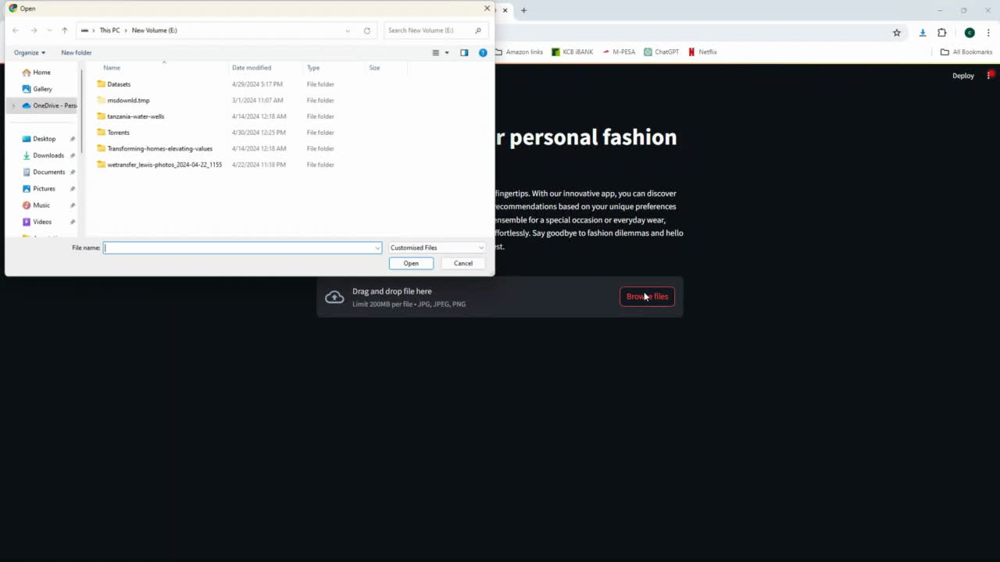 Open
This PC > New Volume (E:)
Search New Volume (E:)
Organize
New folder
Name
Date modified
Type
Size
Home
Gallery
OneDrive - Pers
Desktop
Downloads
Documents
Pictures
Music
Videos
Datasets 4/29/2024 5:17 PM File folder
msdownld.tmp 3/1/2024 11:07 AM File folder
tanzania-water-wells 4/14/2024 12:18 AM File folder
Torrents 4/30/2024 12:25 PM File folder
Transforming-homes-elevating-values 4/14/2024 12:18 AM File folder
wetransfer_lewis-photos_2024-04-22_1155 4/22/2024 11:18 PM File folder
File name:
Customised Files
Open
Cancel
Amazon links
KCB iBANK
M-PESA
ChatGPT
Netflix
All Bookmarks
Deploy
r personal fashion
fingertips. With our innovative app, you can discover
recommendations based on your unique preferences
ensemble for a special occasion or everyday wear,
ffortlessly. Say goodbye to fashion dilemmas and hello
est.
Drag and drop file here
Limit 200MB per file • JPG, JPEG, PNG
Browse files